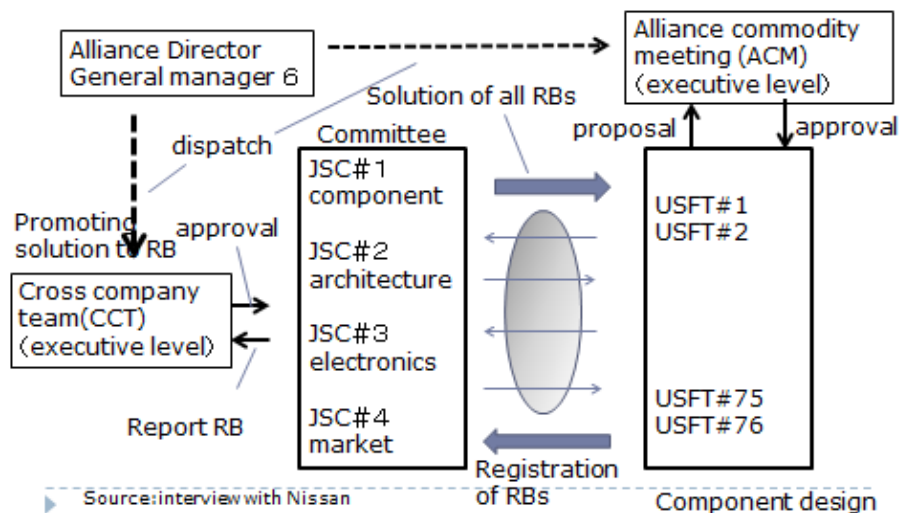 Alliance Director
General manager 6
Alliance commodity
meeting (ACM)
(executive level)
Solution of all RBs
proposal
approval
dispatch
Committee
JSC#1
component
JSC#2
architecture
JSC#3
electronics
JSC#4
market
USFT#1
USFT#2
USFT#75
USFT#76
Promoting
solution to RB
approval
Cross company
team(CCT)
(executive level)
Report RB
Registration
of RBs
Source:interview with Nissan
Component design